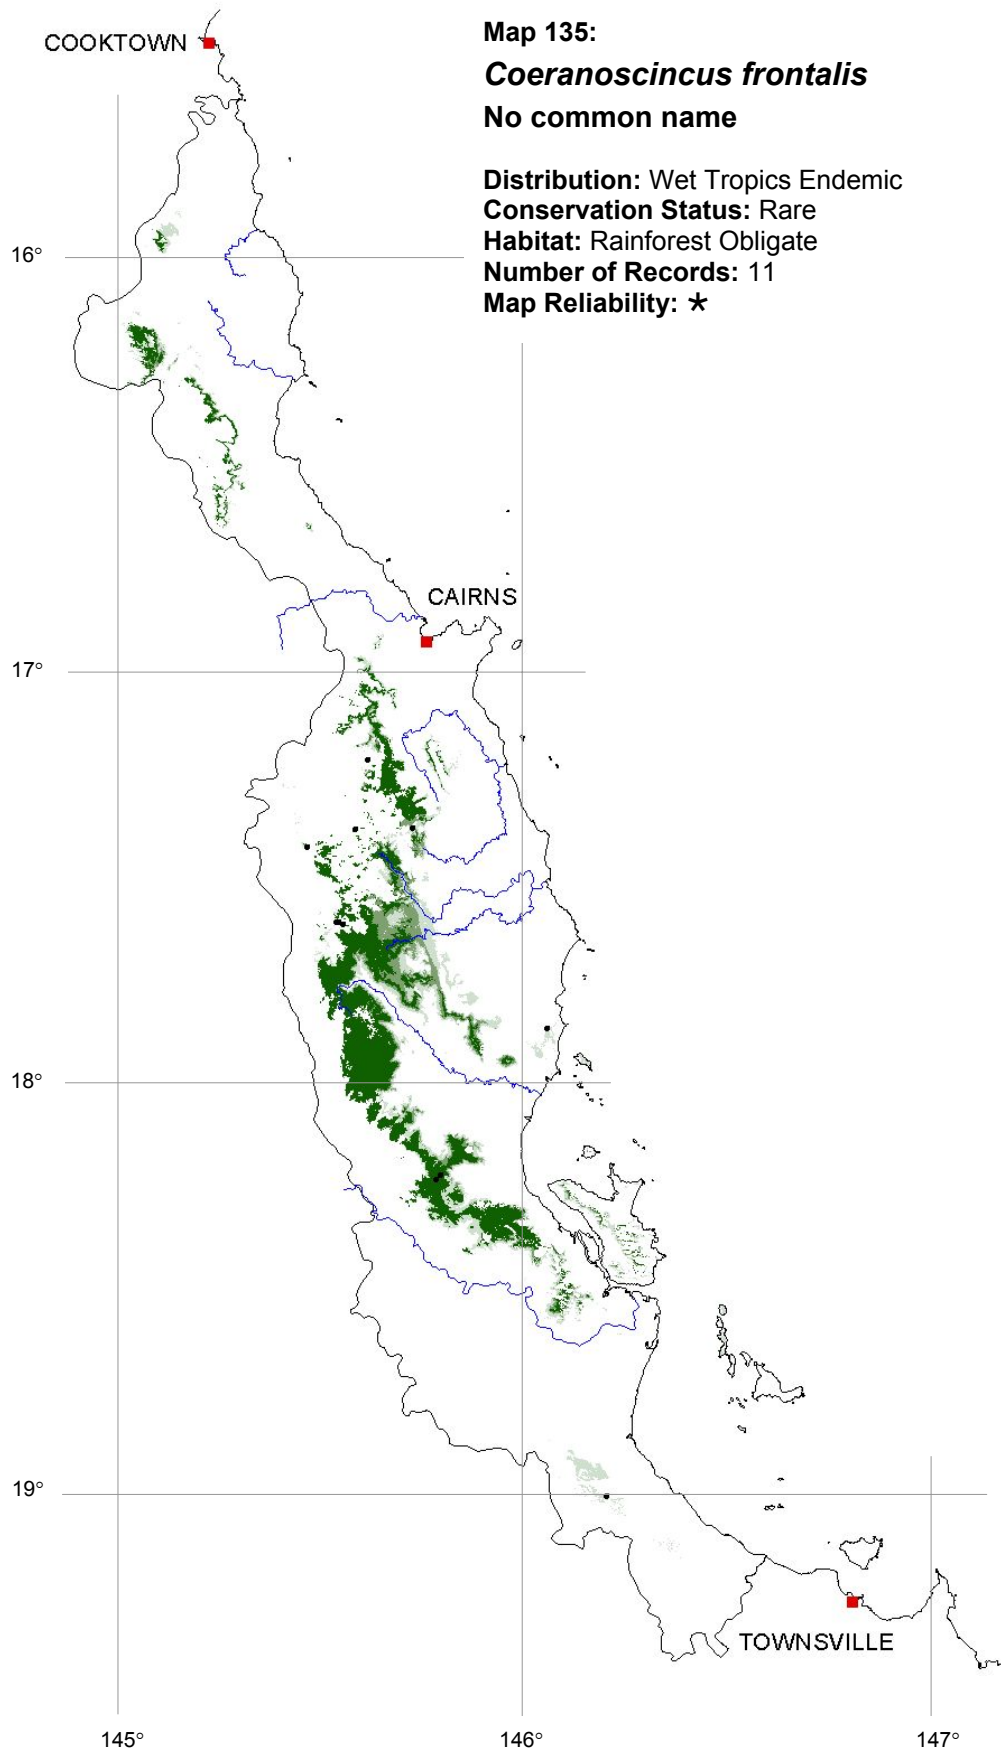 Map 135:
Coeranoscincus frontalis
No common name
Distribution: Wet Tropics Endemic
Conservation Status: Rare
Habitat: Rainforest Obligate
Number of Records: 11
Map Reliability: *
COOKTOWN
16°
CAIRNS
17°
18°
19°
TOWNSVILLE
145° 146° 147°